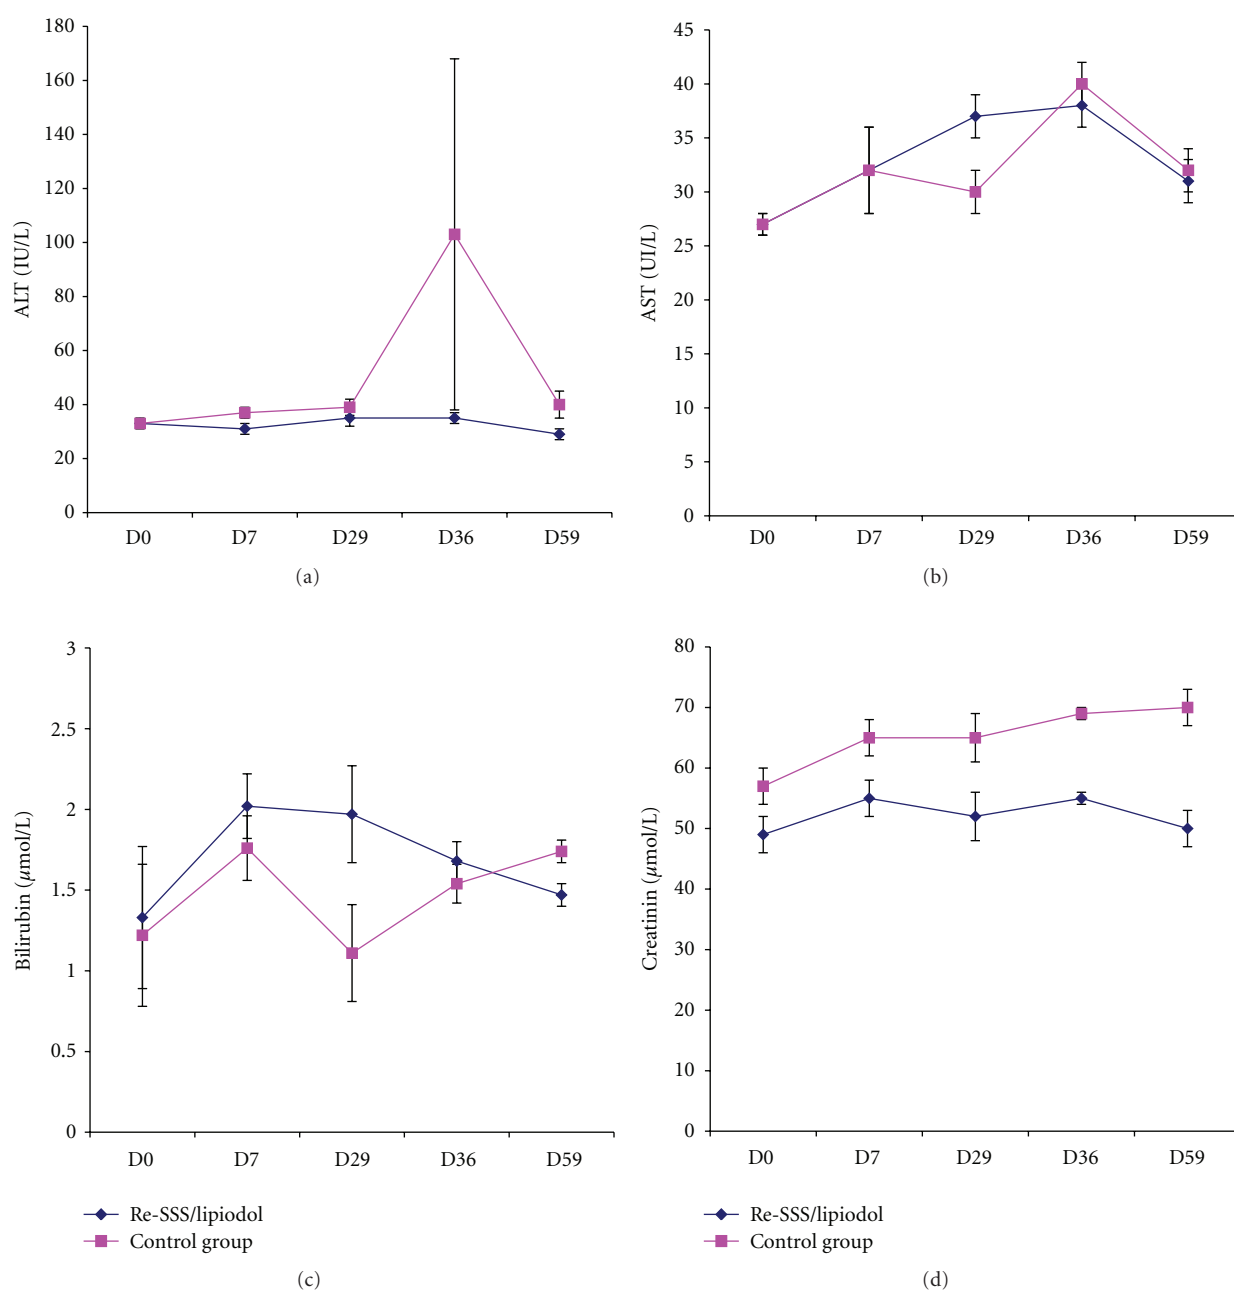 180
160
140
120
100
80
60
40
20
0
ALT (IU/L)
D0 D7 D29 D36 D59
(a)
45
40
35
30
25
20
15
10
5
0
AST (UI/L)
D0 D7 D29 D36 D59
(b)
3
2.5
2
1.5
1
0.5
0
Bilirubin (μmol/L)
D0 D7 D29 D36 D59
Re-SSS/lipiodol
Control group
(c)
80
70
60
50
40
30
20
10
0
Creatinin (μmol/L)
D0 D7 D29 D36 D59
Re-SSS/lipiodol
Control group
(d)